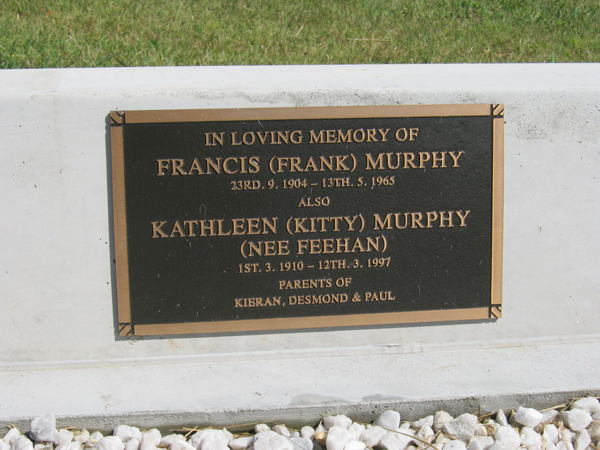 IN LOVING MEMORY OF
FRANCIS (FRANK) MURPHY
23RD. 9. 1904 – 13TH. 5. 1965
ALSO
KATHLEEN (KITTY) MURPHY
(NEE FEEHAN)
1ST. 3. 1910 – 12TH. 3. 1997
PARENTS OF
KIERAN, DESMOND & PAUL